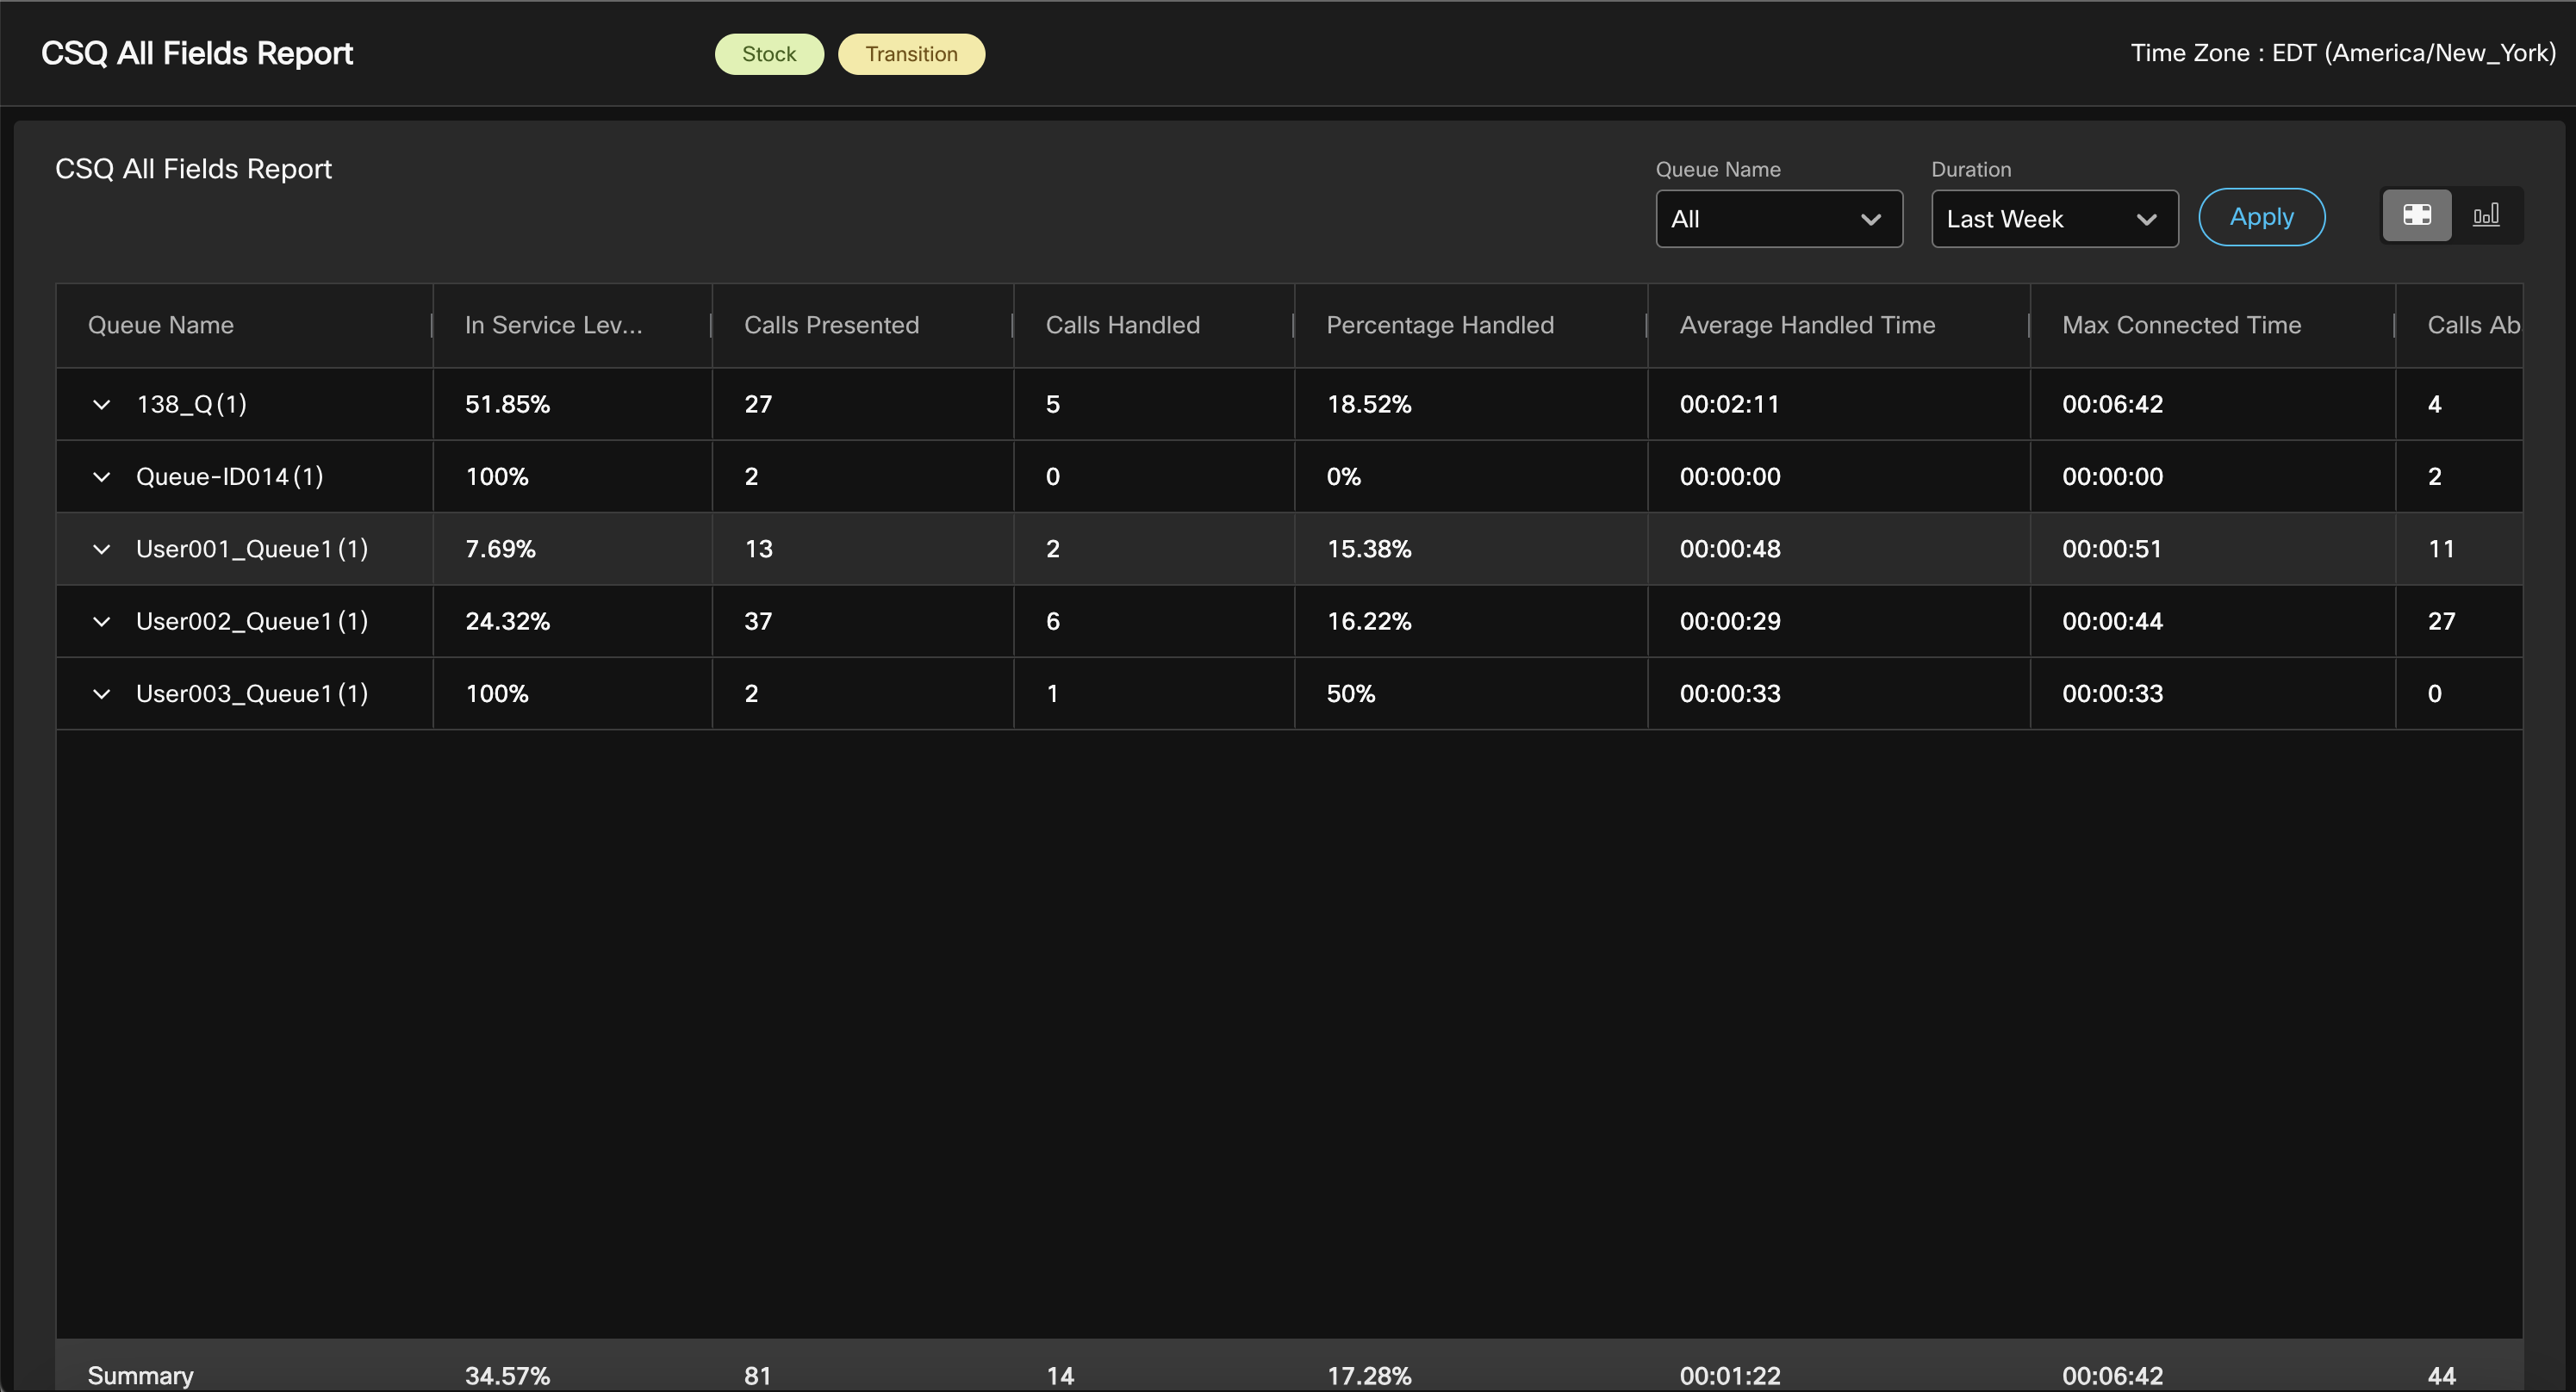 CSQ All Fields Report Stock Transition Time Zone : EDT (America/New_York)
CSQ All Fields Report
Queue Name Duration
All Last Week Apply
Queue Name In Service Lev... Calls Presented Calls Handled Percentage Handled Average Handled Time Max Connected Time Calls Ab
138_Q (1) 51.85% 27 5 18.52% 00:02:11 00:06:42 4
Queue-ID014 (1) 100% 2 0 0% 00:00:00 00:00:00 2
User001_Queue1 (1) 7.69% 13 2 15.38% 00:00:48 00:00:51 11
User002_Queue1 (1) 24.32% 37 6 16.22% 00:00:29 00:00:44 27
User003_Queue1 (1) 100% 2 1 50% 00:00:33 00:00:33 0
Summary 34.57% 81 14 17.28% 00:01:22 00:06:42 44